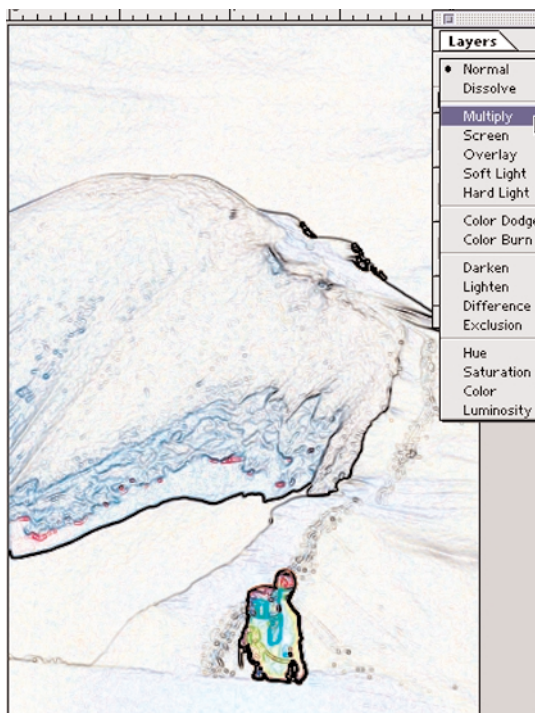 Layers
Normal
Dissolve
Multiply
Screen
Overlay
Soft Light
Hard Light
Color Dodge
Color Burn
Darken
Lighten
Difference
Exclusion
Hue
Saturation
Color
Luminosity